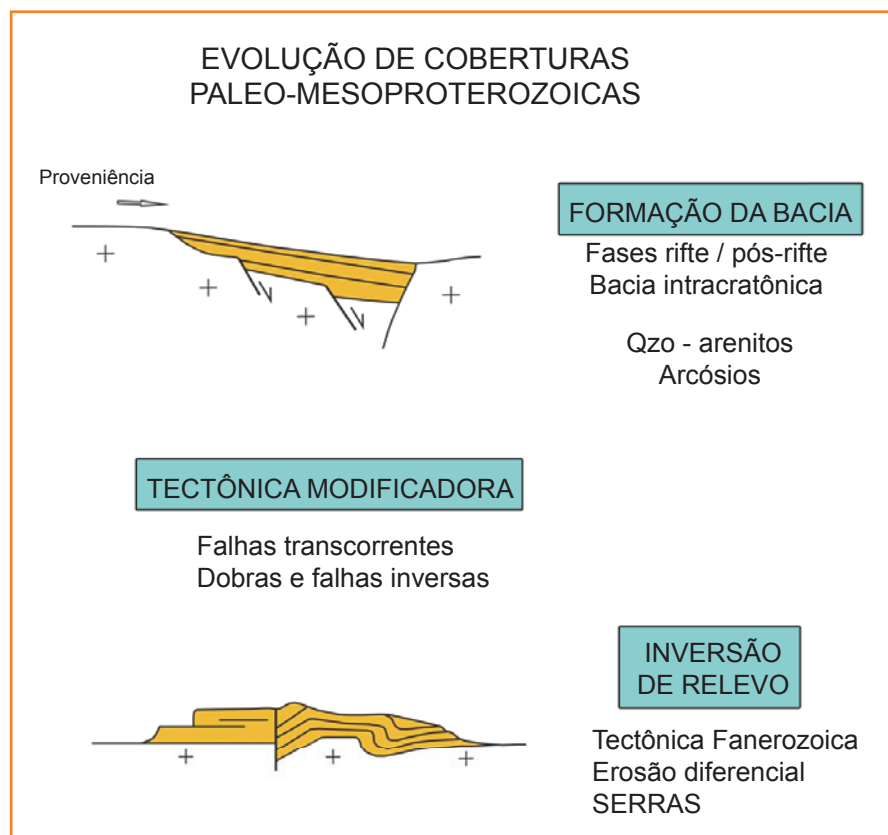 EVOLUÇÃO DE COBERTURAS
PALEO-MESOPROTEROZOICAS
Proveniência
FORMAÇÃO DA BACIA
Fases rifte / pós-rifte
Bacia intracratônica
Qzo - arenitos
Arcósios
TECTÔNICA MODIFICADORA
Falhas transcorrentes
Dobras e falhas inversas
INVERSÃO
DE RELEVO
Tectônica Fanerozoica
Erosão diferencial
SERRAS